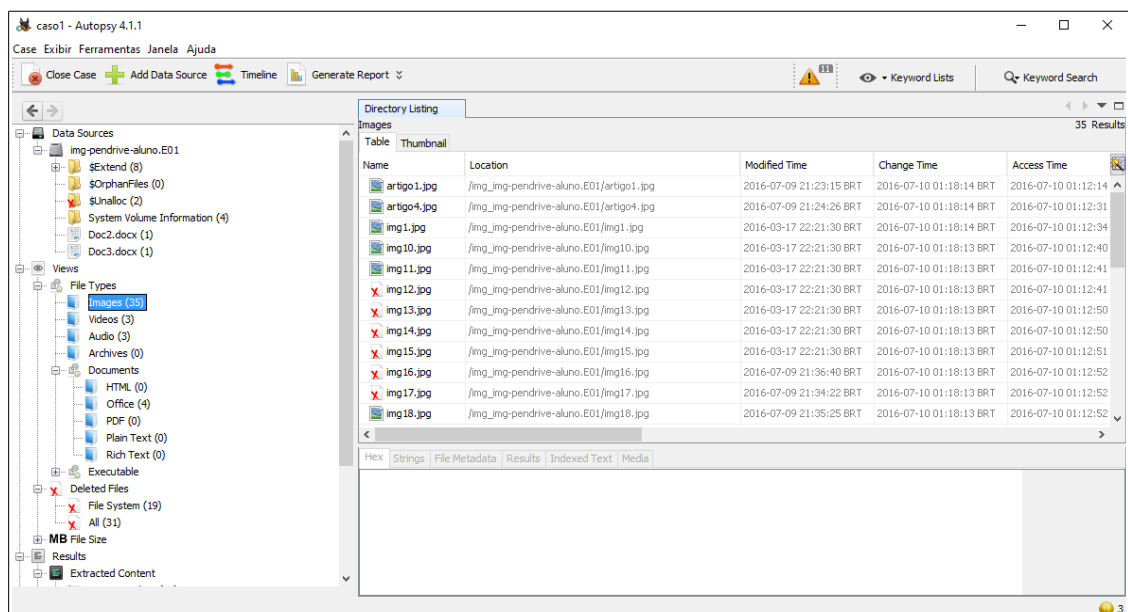 caso1 - Autopsy 4.1.1
Case Exibir Ferramentas Janela Ajuda
Close Case Add Data Source Timeline Generate Report 11 Keyword Lists Keyword Search
Data Sources
img-pendrive-aluno.E01
$Extend (8)
$OrphanFiles (0)
$Unalloc (2)
System Volume Information (4)
Doc2.docx (1)
Doc3.docx (1)
Views
File Types
Images (35)
Videos (3)
Audio (3)
Archives (0)
Documents
HTML (0)
Office (4)
PDF (0)
Plain Text (0)
Rich Text (0)
Executable
Deleted Files
File System (19)
All (31)
MB File Size
Results
Extracted Content
Directory Listing
Images 35 Results
Table Thumbnail
Name Location Modified Time Change Time Access Time
artigo1.jpg /img_img-pendrive-aluno.E01/artigo1.jpg 2016-07-09 21:23:15 BRT 2016-07-10 01:18:14 BRT 2016-07-10 01:12:14
artigo4.jpg /img_img-pendrive-aluno.E01/artigo4.jpg 2016-07-09 21:24:26 BRT 2016-07-10 01:18:14 BRT 2016-07-10 01:12:31
img1.jpg /img_img-pendrive-aluno.E01/img1.jpg 2016-03-17 22:21:30 BRT 2016-07-10 01:18:14 BRT 2016-07-10 01:12:34
img10.jpg /img_img-pendrive-aluno.E01/img10.jpg 2016-03-17 22:21:30 BRT 2016-07-10 01:18:13 BRT 2016-07-10 01:12:40
img11.jpg /img_img-pendrive-aluno.E01/img11.jpg 2016-03-17 22:21:30 BRT 2016-07-10 01:18:13 BRT 2016-07-10 01:12:41
img12.jpg /img_img-pendrive-aluno.E01/img12.jpg 2016-03-17 22:21:30 BRT 2016-07-10 01:18:13 BRT 2016-07-10 01:12:41
img13.jpg /img_img-pendrive-aluno.E01/img13.jpg 2016-03-17 22:21:30 BRT 2016-07-10 01:18:13 BRT 2016-07-10 01:12:50
img14.jpg /img_img-pendrive-aluno.E01/img14.jpg 2016-03-17 22:21:30 BRT 2016-07-10 01:18:13 BRT 2016-07-10 01:12:50
img15.jpg /img_img-pendrive-aluno.E01/img15.jpg 2016-03-17 22:21:30 BRT 2016-07-10 01:18:13 BRT 2016-07-10 01:12:51
img16.jpg /img_img-pendrive-aluno.E01/img16.jpg 2016-07-09 21:36:40 BRT 2016-07-10 01:18:13 BRT 2016-07-10 01:12:52
img17.jpg /img_img-pendrive-aluno.E01/img17.jpg 2016-07-09 21:34:22 BRT 2016-07-10 01:18:13 BRT 2016-07-10 01:12:52
img18.jpg /img_img-pendrive-aluno.E01/img18.jpg 2016-07-09 21:35:25 BRT 2016-07-10 01:18:13 BRT 2016-07-10 01:12:52
Hex Strings File Metadata Results Indexed Text Media
3